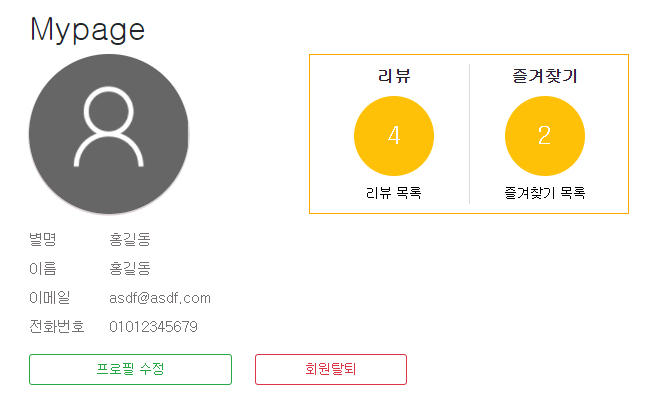 Mypage
리뷰
4
리뷰 목록
즐겨찾기
2
즐겨찾기 목록
별명 홍길동
이름 홍길동
이메일 asdf@asdf.com
전화번호 01012345679
프로필 수정
회원탈퇴